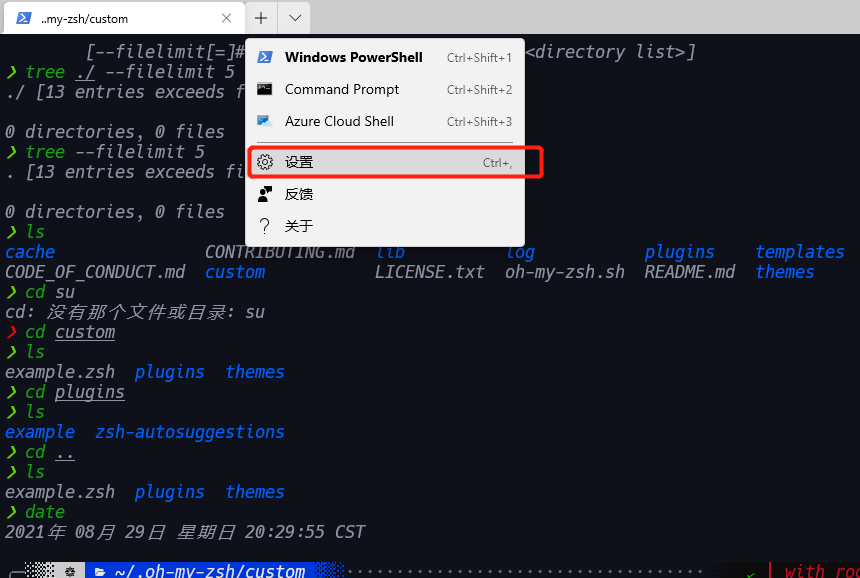 ..my-zsh/custom
[--filelimit[=]# <directory list>]
❯ tree ./ --filelimit 5
./ [13 entries exceeds f
0 directories, 0 files
❯ tree --filelimit 5
. [13 entries exceeds fi
0 directories, 0 files
Windows PowerShell Ctrl+Shift+1
Command Prompt Ctrl+Shift+2
Azure Cloud Shell Ctrl+Shift+3
设置 Ctrl+,
反馈
关于
❯ ls
cache CONTRIBUTING.md lib log plugins templates
CODE_OF_CONDUCT.md custom LICENSE.txt oh-my-zsh.sh README.md themes
❯ cd su
cd: 没有那个文件或目录: su
❯ cd custom
❯ ls
example.zsh plugins themes
❯ cd plugins
❯ ls
example zsh-autosuggestions
❯ cd ..
❯ ls
example.zsh plugins themes
❯ date
2021年 08月 29日 星期日 20:29:55 CST
~/.oh-my-zsh/custom with roo